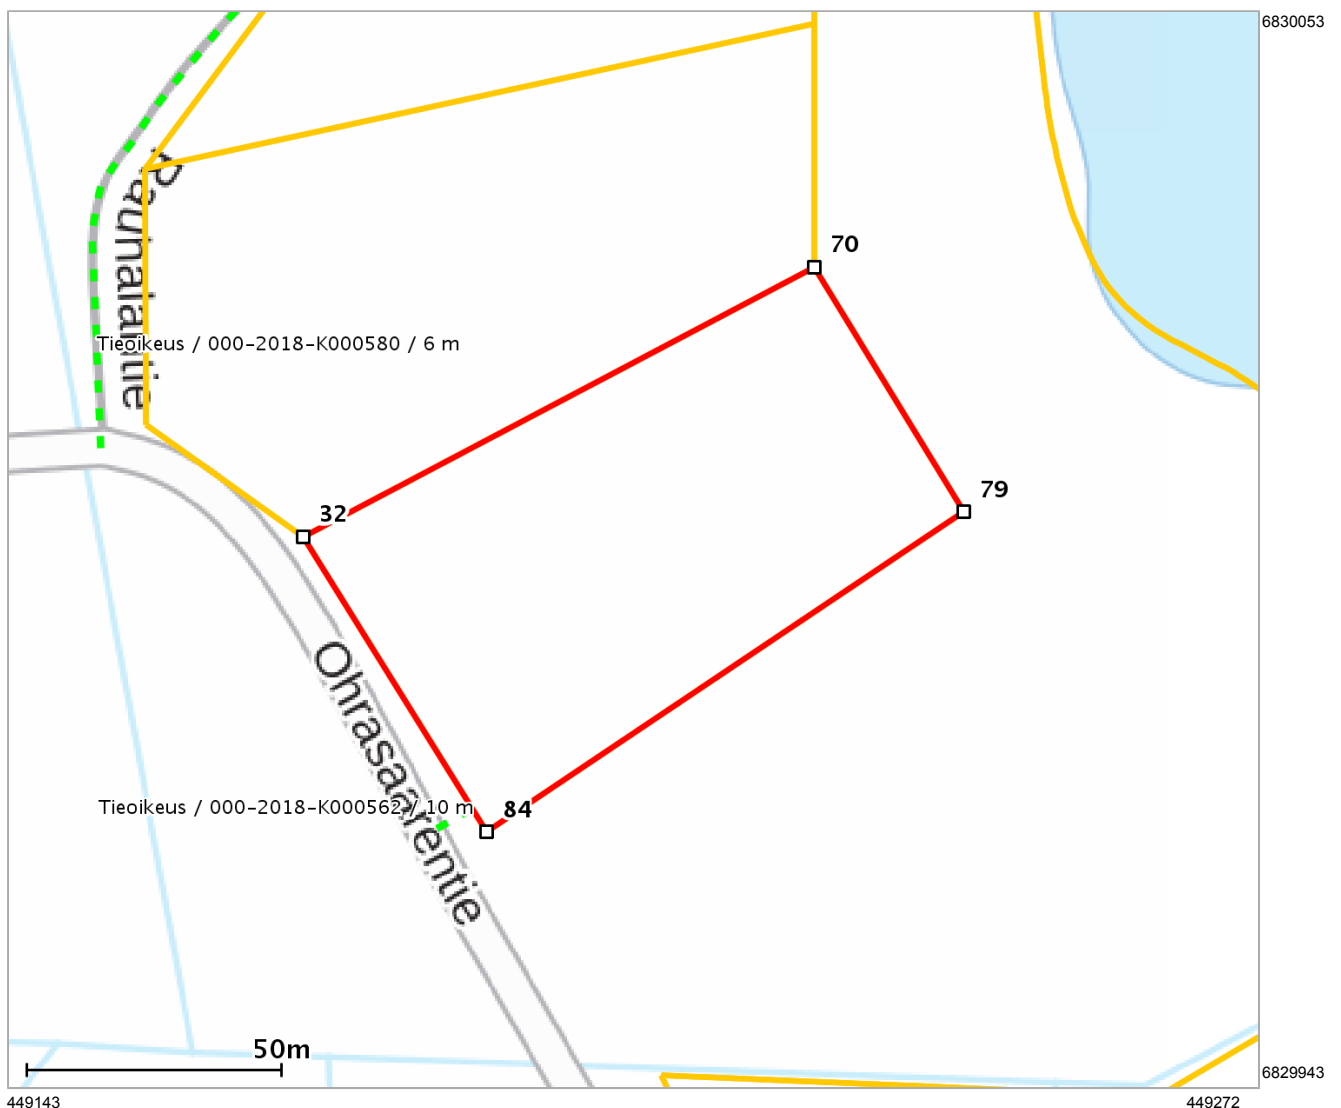 6830053
Rauhalantie
70
Tieoikeus / 000-2018-K000580 / 6 m
79
32
Ohrasaarentie
Tieoikeus / 000-2018-K000562 / 10 m
84
50m
6829943
449143
449272